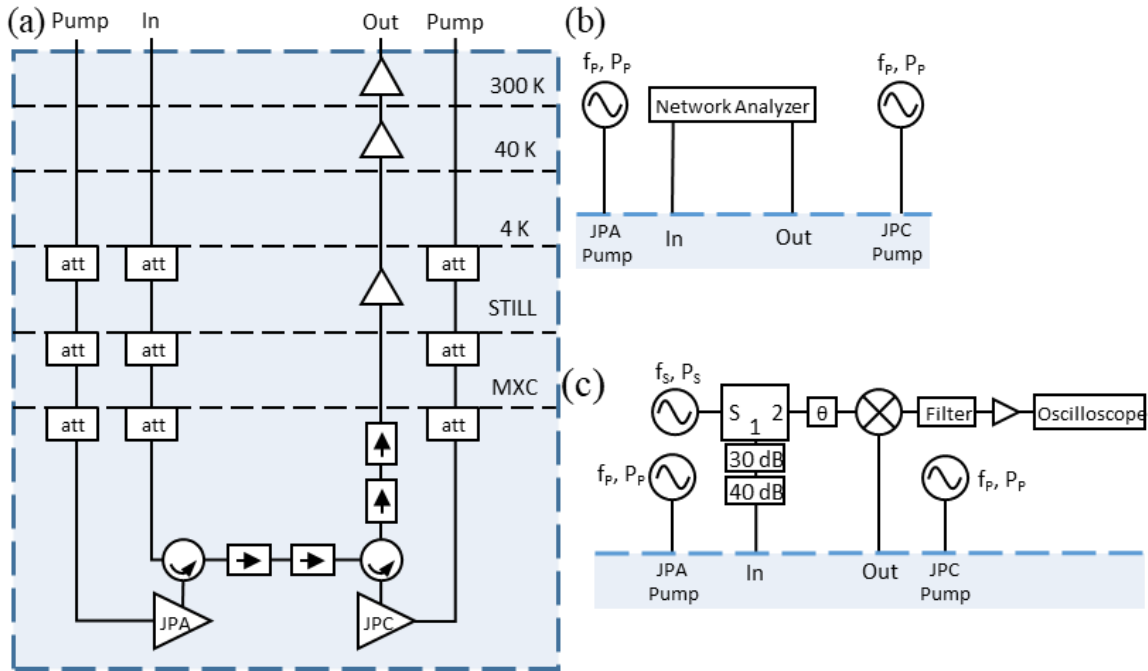 (a)
Pump In Out Pump
300 K
40 K
4 K
att att att
STILL
att att att
MXC
att att att
JPA JPC
(b)
fP, PP fP, PP
Network Analyzer
JPA Pump In Out JPC Pump
(c)
fS, PS
S 1 2 θ Filter Oscilloscope
30 dB
40 dB
fP, PP fP, PP
JPA Pump In Out JPC Pump